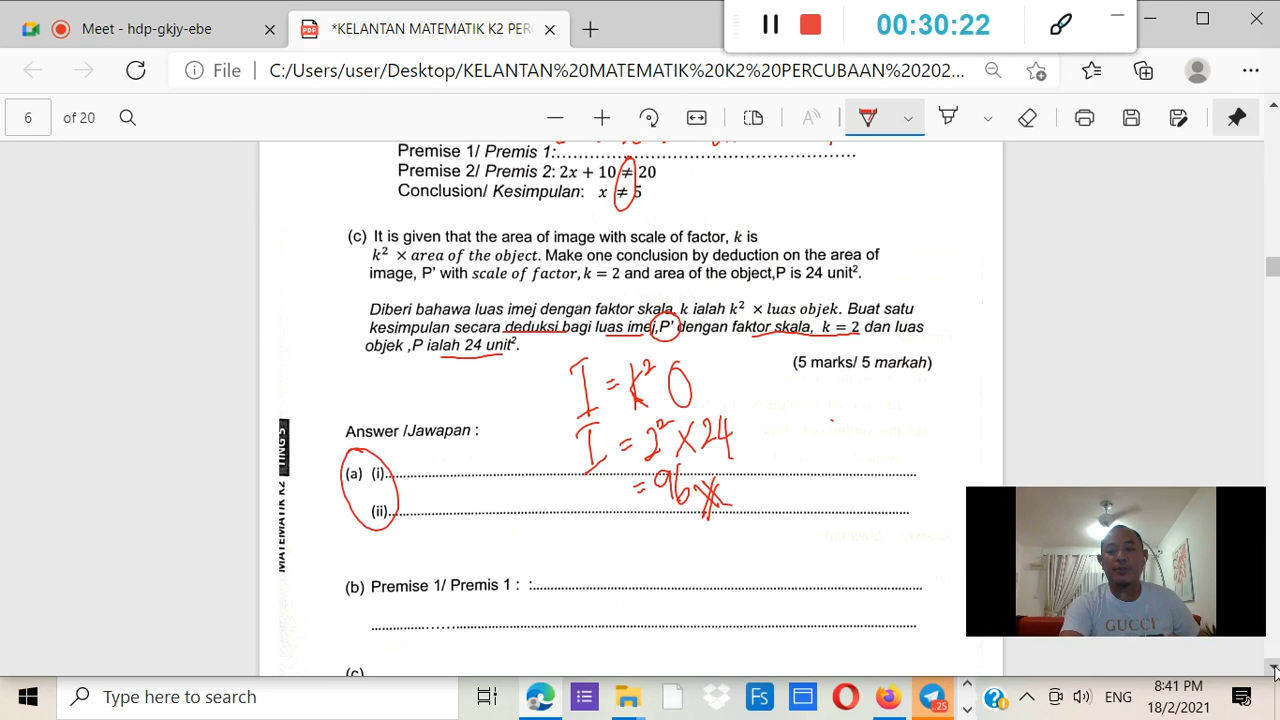 Meet - hdp-gkjy-ebe
*KELANTAN MATEMATIK K2 PERC
00:30:22
File
C:/Users/user/Desktop/KELANTAN%20MATEMATIK%20K2%20PERCUBAAN%20202...
6 of 20
Premise 1/ Premis 1:
Premise 2/ Premis 2: 2x + 10 ≠ 20
Conclusion/ Kesimpulan: x ≠ 5
(c) It is given that the area of image with scale of factor, k is
k² × area of the object. Make one conclusion by deduction on the area of
image, P' with scale of factor, k = 2 and area of the object,P is 24 unit².
Diberi bahawa luas imej dengan faktor skala, k ialah k² × luas objek. Buat satu
kesimpulan secara deduksi bagi luas imej,P' dengan faktor skala, k = 2 dan luas
objek ,P ialah 24 unit².
(5 marks/ 5 markah)
I = k² O
I = 2² × 24
= 96
Answer /Jawapan :
(a) (i)
(ii)
(b) Premise 1/ Premis 1 : :
(c)
MATEMATIK K2
TING 5
GUCCI
Type here to search
Fs
25
ENG
8:41 PM
18/2/2021